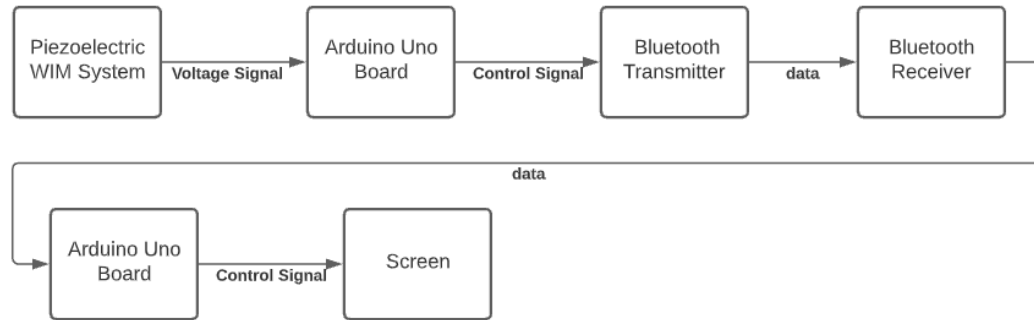 Piezoelectric
WIM System
Voltage Signal
Arduino Uno
Board
Control Signal
Bluetooth
Transmitter
data
Bluetooth
Receiver
data
Arduino Uno
Board
Control Signal
Screen